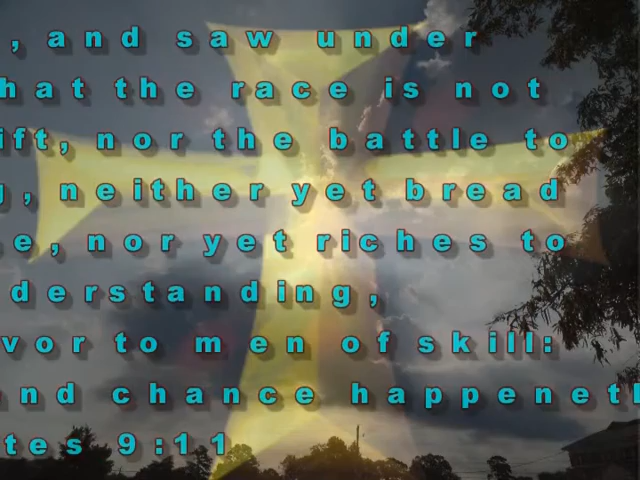 , and saw under
hat the race is not
ift, nor the battle to
g, neither yet bread
e, nor yet riches to
derstanding,
vor to men of skill:
nd chance happeneth
tes 9:11